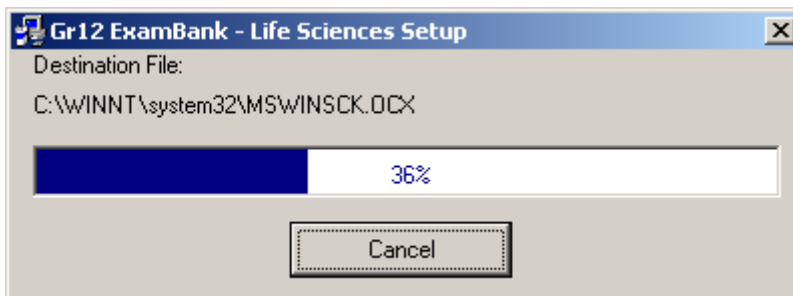 Gr12 ExamBank - Life Sciences Setup
Destination File:
C:\WINNT\system32\MSWINSCK.OCX
36%
Cancel